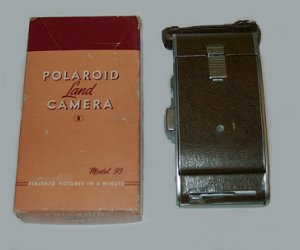 POLAROID
Land
CAMERA
Model 95
FINISHED PICTURES IN A MINUTE